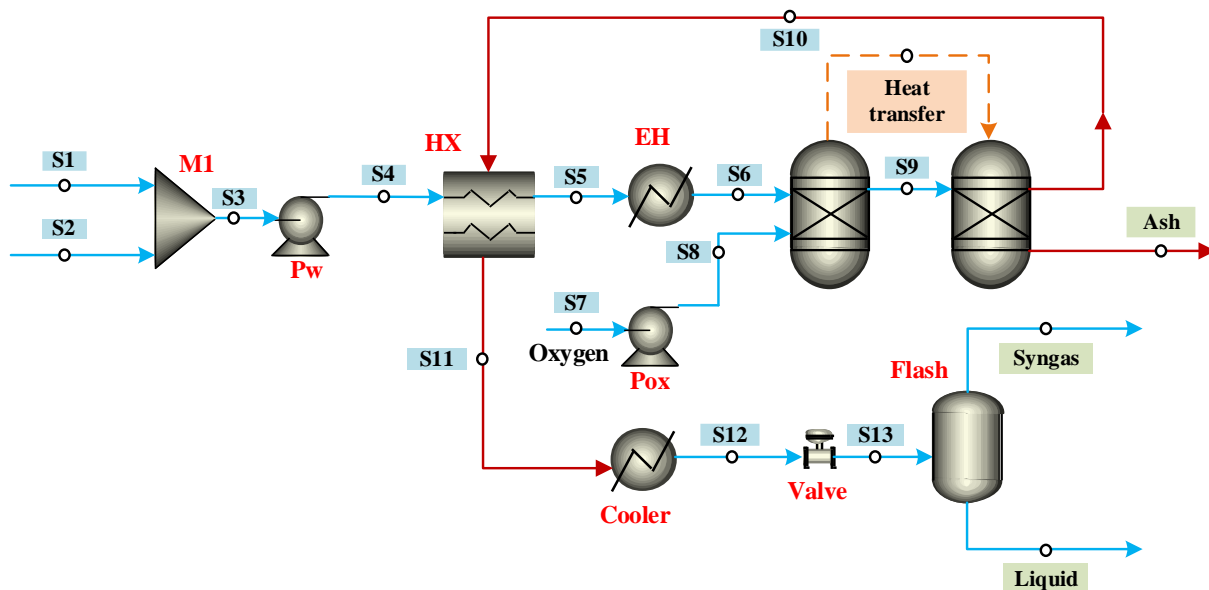 S10
Heat
transfer
EH
HX
S1
M1
S4
S5
S6
S9
S3
S2
Pw
S8
Ash
S7
Oxygen
S11
Pox
Flash
Syngas
S12
S13
Valve
Cooler
Liquid